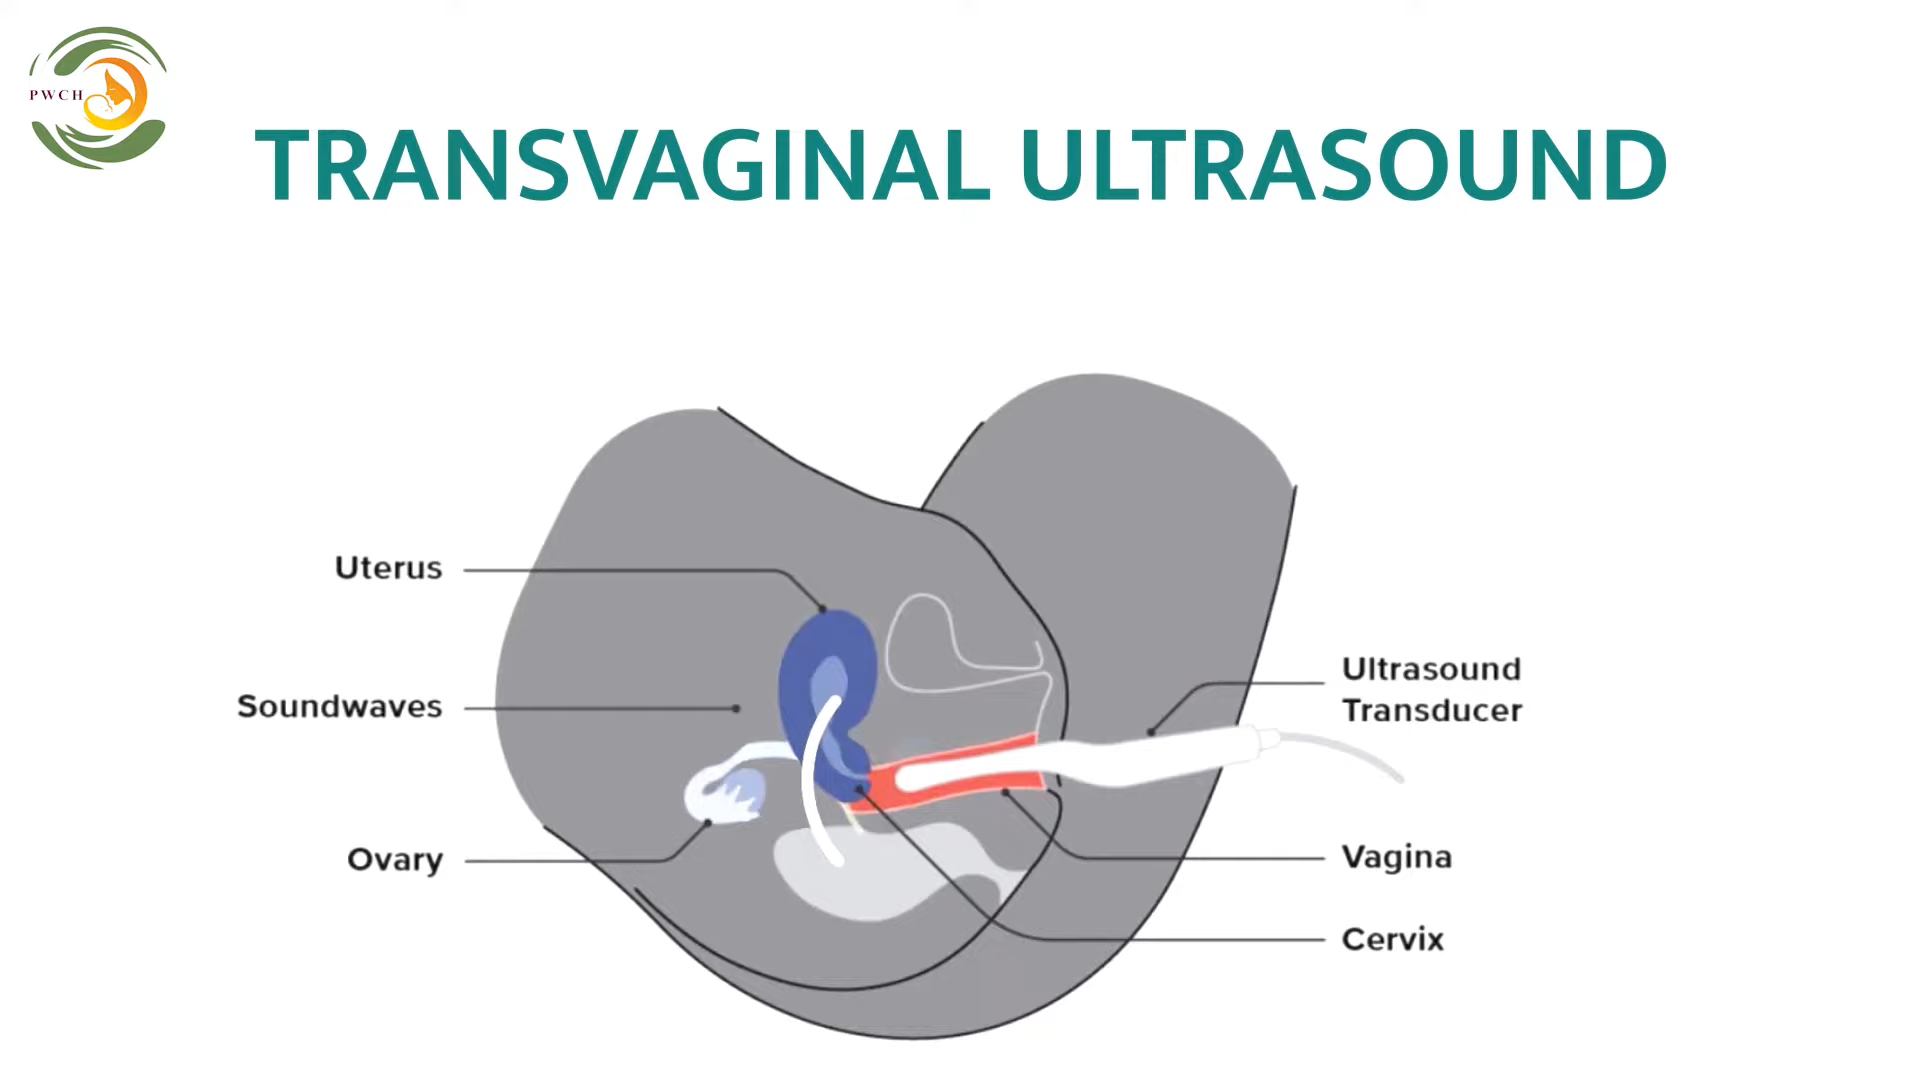 PWCH
TRANSVAGINAL ULTRASOUND
Uterus
Soundwaves
Ovary
Ultrasound
Transducer
Vagina
Cervix